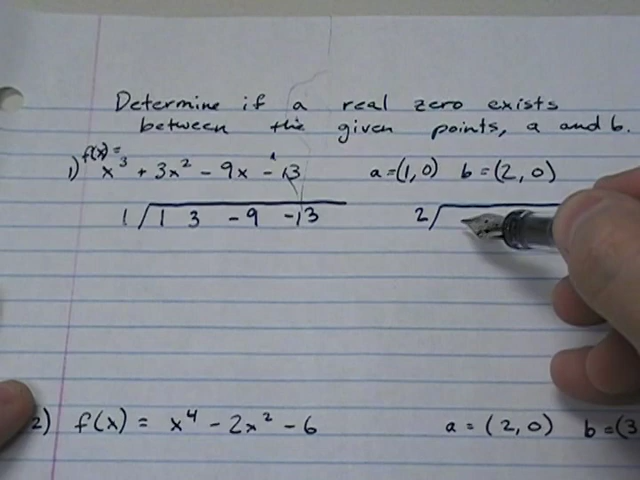 Determine if a real zero exists
between the given points, a and b.
1) f(x) = x³ + 3x² - 9x - 13 a = (1, 0) b = (2, 0)
1 1 3 -9 -13 2
2) f(x) = x⁴ - 2x² - 6 a = (2, 0) b = (3